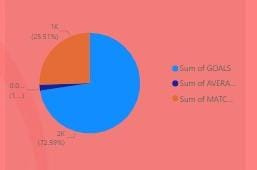 1K
(25.51%)
Sum of GOALS
0.0...
Sum of AVERA...
(1....)
Sum of MATC...
2K
(72.59%)